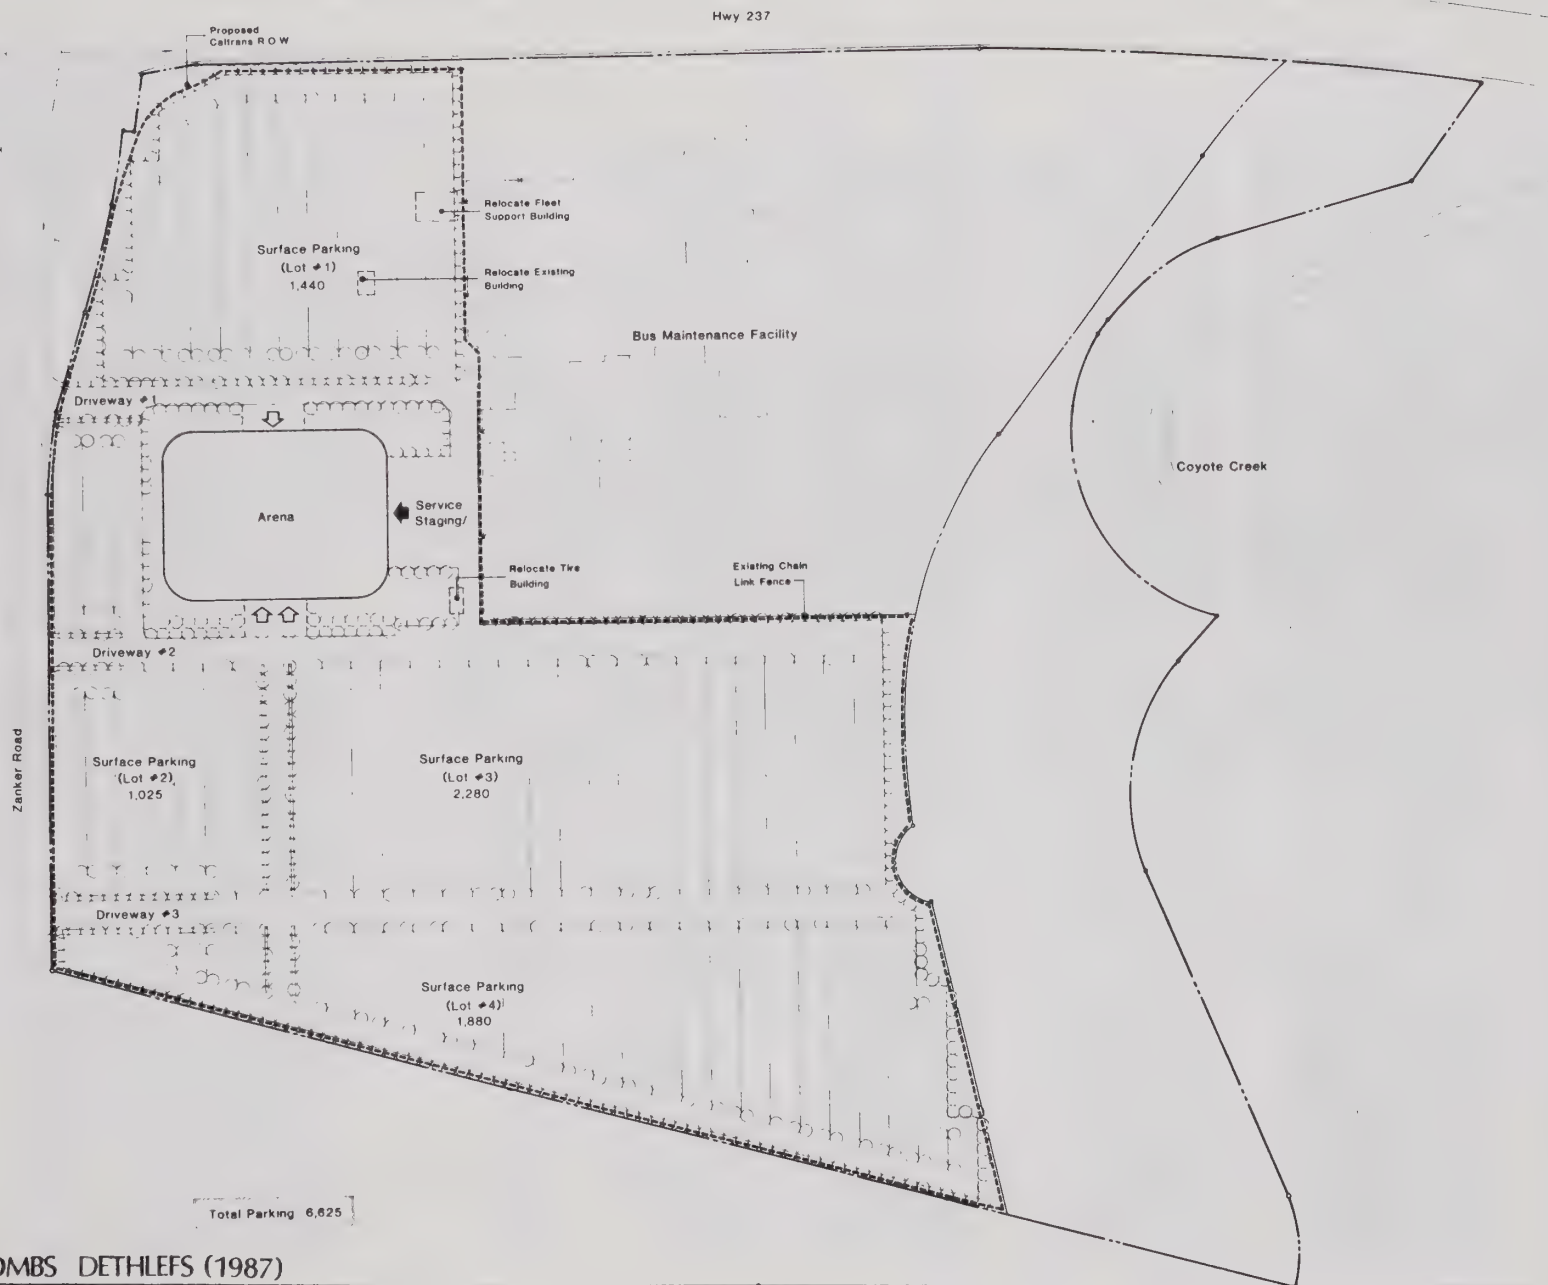 Hwy 237
Proposed
Caltrans R O W
Relocate Fleet
Support Building
Surface Parking
(Lot #1)
1,440
Relocate Existing
Building
Bus Maintenance Facility
Driveway #1
Coyote Creek
Service
Staging/
Arena
Relocate Tire
Building
Existing Chain
Link Fence
Driveway #2
Zanker Road
Surface Parking
(Lot #2)
1,025
Surface Parking
(Lot #3)
2,280
Driveway #3
Surface Parking
(Lot #4)
1,880
Total Parking 6,625
OMBS DETHLEFS (1987)